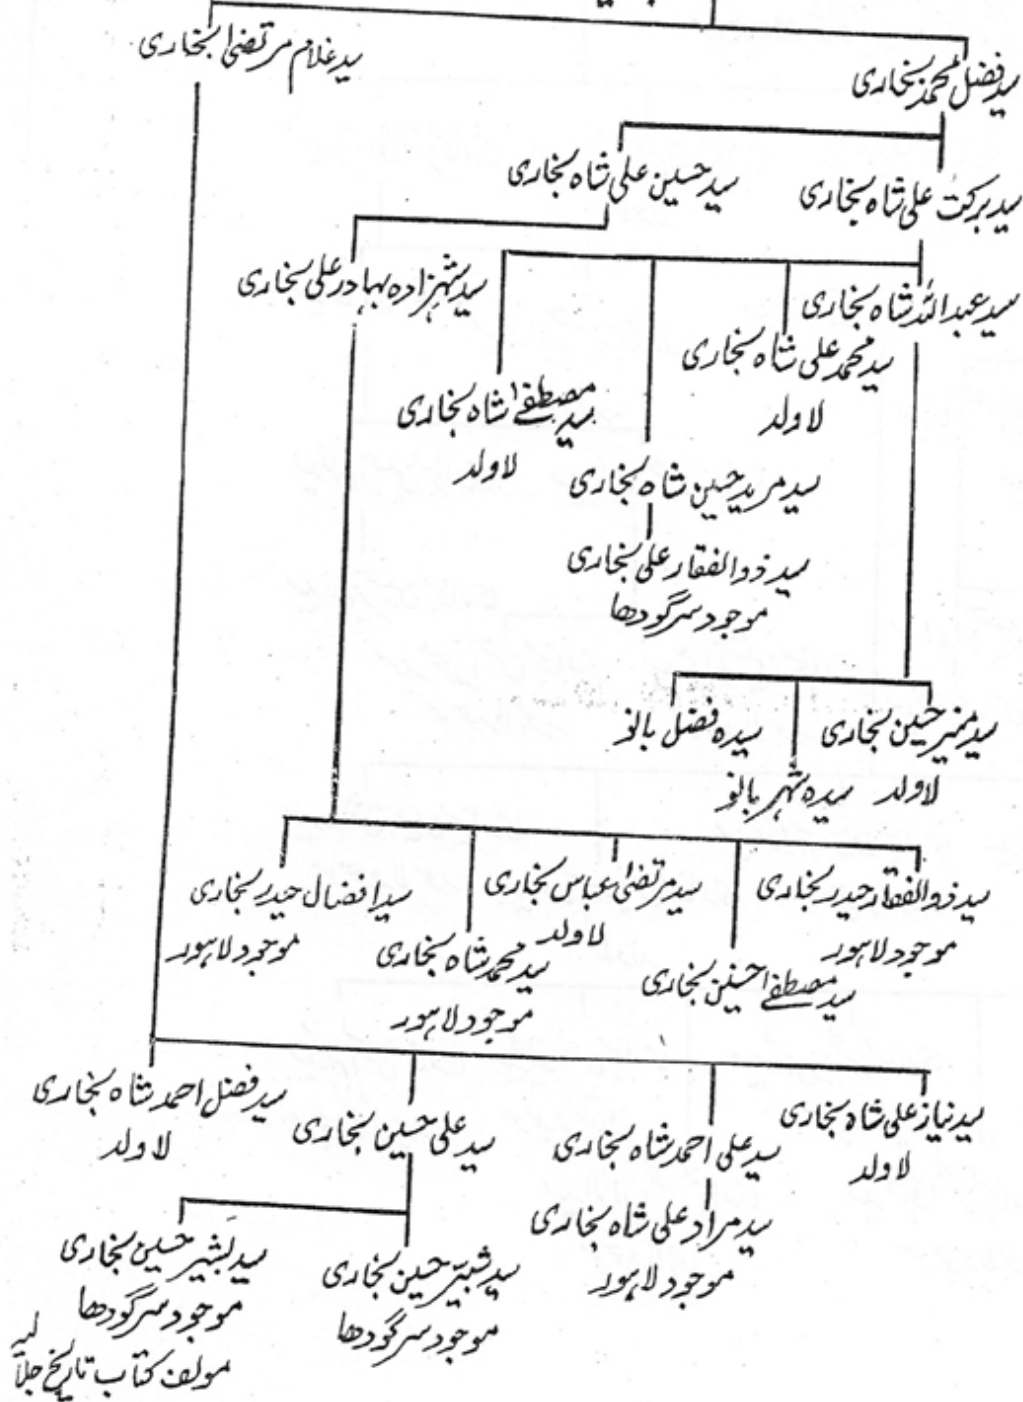 سید فضل محمد بخاری
سید غلام مرتضیٰ بخاری
سید برکت علی شاہ بخاری
سید حسین علی شاہ بخاری
سید عبداللہ شاہ بخاری
سید شہزادہ بہادر علی بخاری
سید محمد علی شاہ بخاری
لاولد
سید مصطفےٰ شاہ بخاری
لاولد
سید مرید حسین شاہ بخاری
سید ذوالفقار علی بخاری
موجود سرگودھا
سید منیر حسین بخاری
لاولد
سیدہ فضل بانو
سیدہ شہر بانو
سید ذوالفقار حیدر بخاری
موجود لاہور
سید مرتضیٰ عباس بخاری
لاولد
سید افضال حیدر بخاری
موجود لاہور
سید محمد شاہ بخاری
موجود لاہور
سید مصطفےٰ حسنین بخاری
سید نیاز علی شاہ بخاری
لاولد
سید علی احمد شاہ بخاری
سید علی حسین بخاری
سید فضل احمد شاہ بخاری
لاولد
سید مراد علی شاہ بخاری
موجود لاہور
سید شبیر حسین بخاری
موجود سرگودھا
سید بشیر حسین بخاری
موجود سرگودھا
مولف کتاب تاریخ جلالیہ